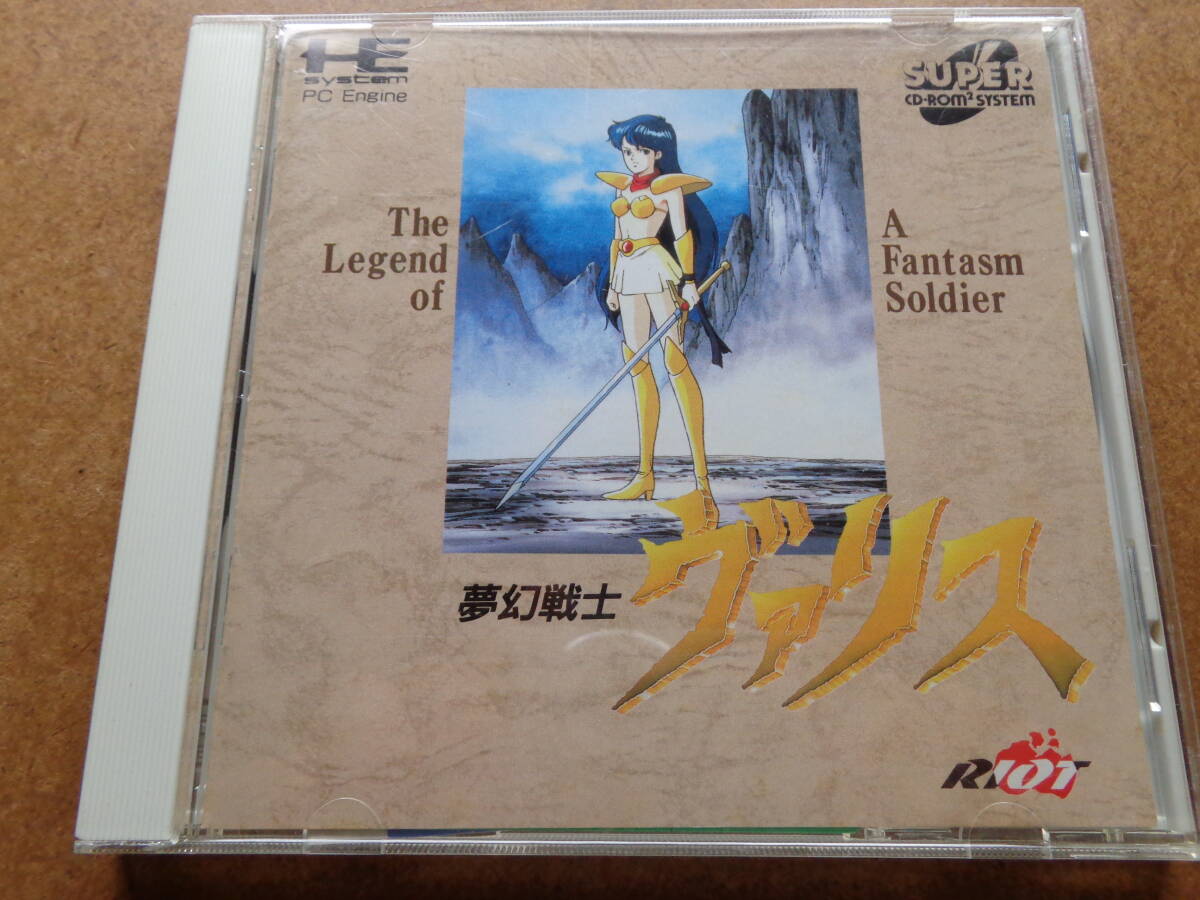 HE
system
PC Engine
SUPER
CD-ROM² SYSTEM
The
Legend
of
A
Fantasm
Soldier
夢幻戦士
ヴァリス
RIOT